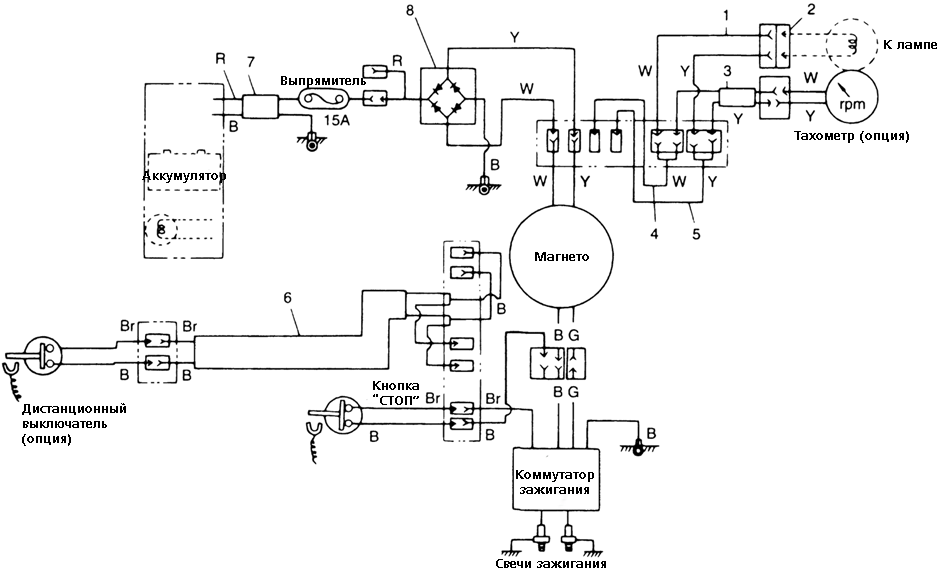 8
1
2
К лампе
Y
R
7
Выпрямитель
R
W
W
Y
3
W
rpm
B
15А
Y
Y
Тахометр (опция)
Аккумулятор
B
W
Y
W
Y
4
5
8
Магнето
B
6
Br
Br
B
B
B
G
Дистанционный
выключатель
(опция)
Кнопка
“СТОП”
Br
Br
B
B
B
G
B
Коммутатор
зажигания
Свечи зажигания